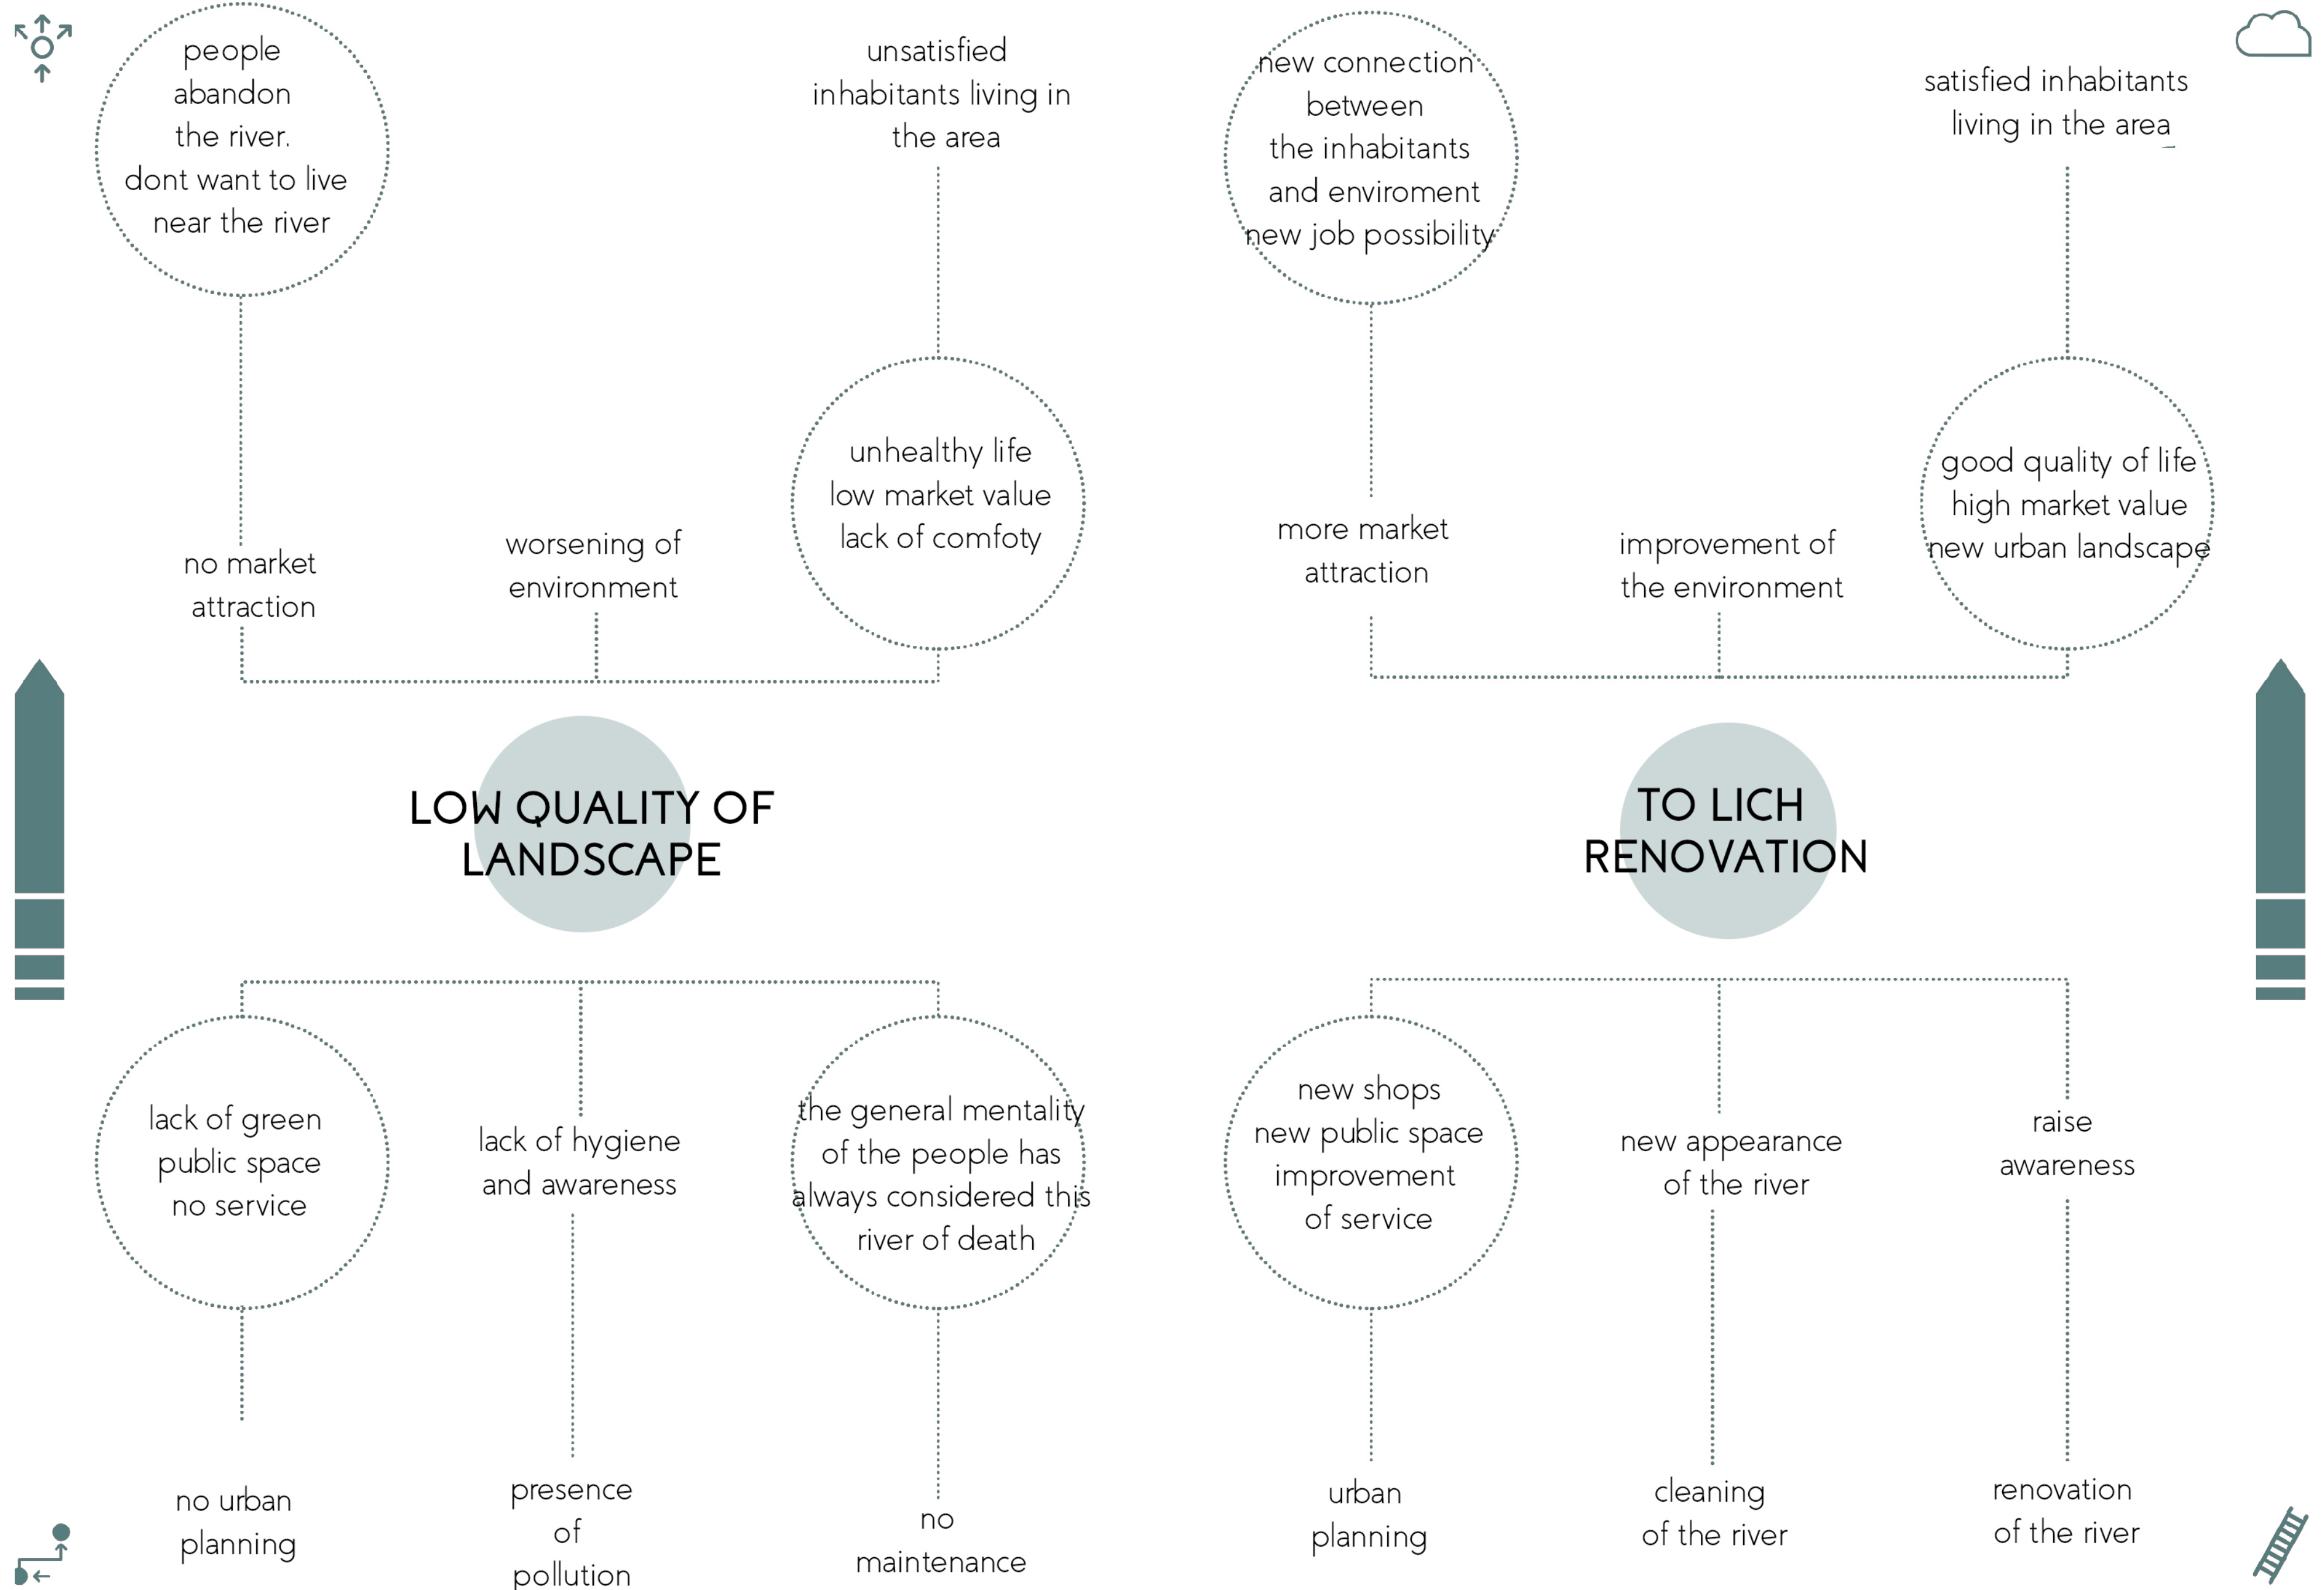 people
abandon
the river.
dont want to live
near the river
unsatisfied
inhabitants living in
the area
no market
attraction
worsening of
environment
unhealthy life
low market value
lack of comfoty
LOW QUALITY OF
LANDSCAPE
lack of green
public space
no service
lack of hygiene
and awareness
the general mentality
of the people has
always considered this
river of death
no urban
planning
presence
of
pollution
no
maintenance
new connection
between
the inhabitants
and enviroment
new job possibility
satisfied inhabitants
living in the area
more market
attraction
improvement of
the environment
good quality of life
high market value
new urban landscape
TO LICH
RENOVATION
new shops
new public space
improvement
of service
new appearance
of the river
raise
awareness
urban
planning
cleaning
of the river
renovation
of the river